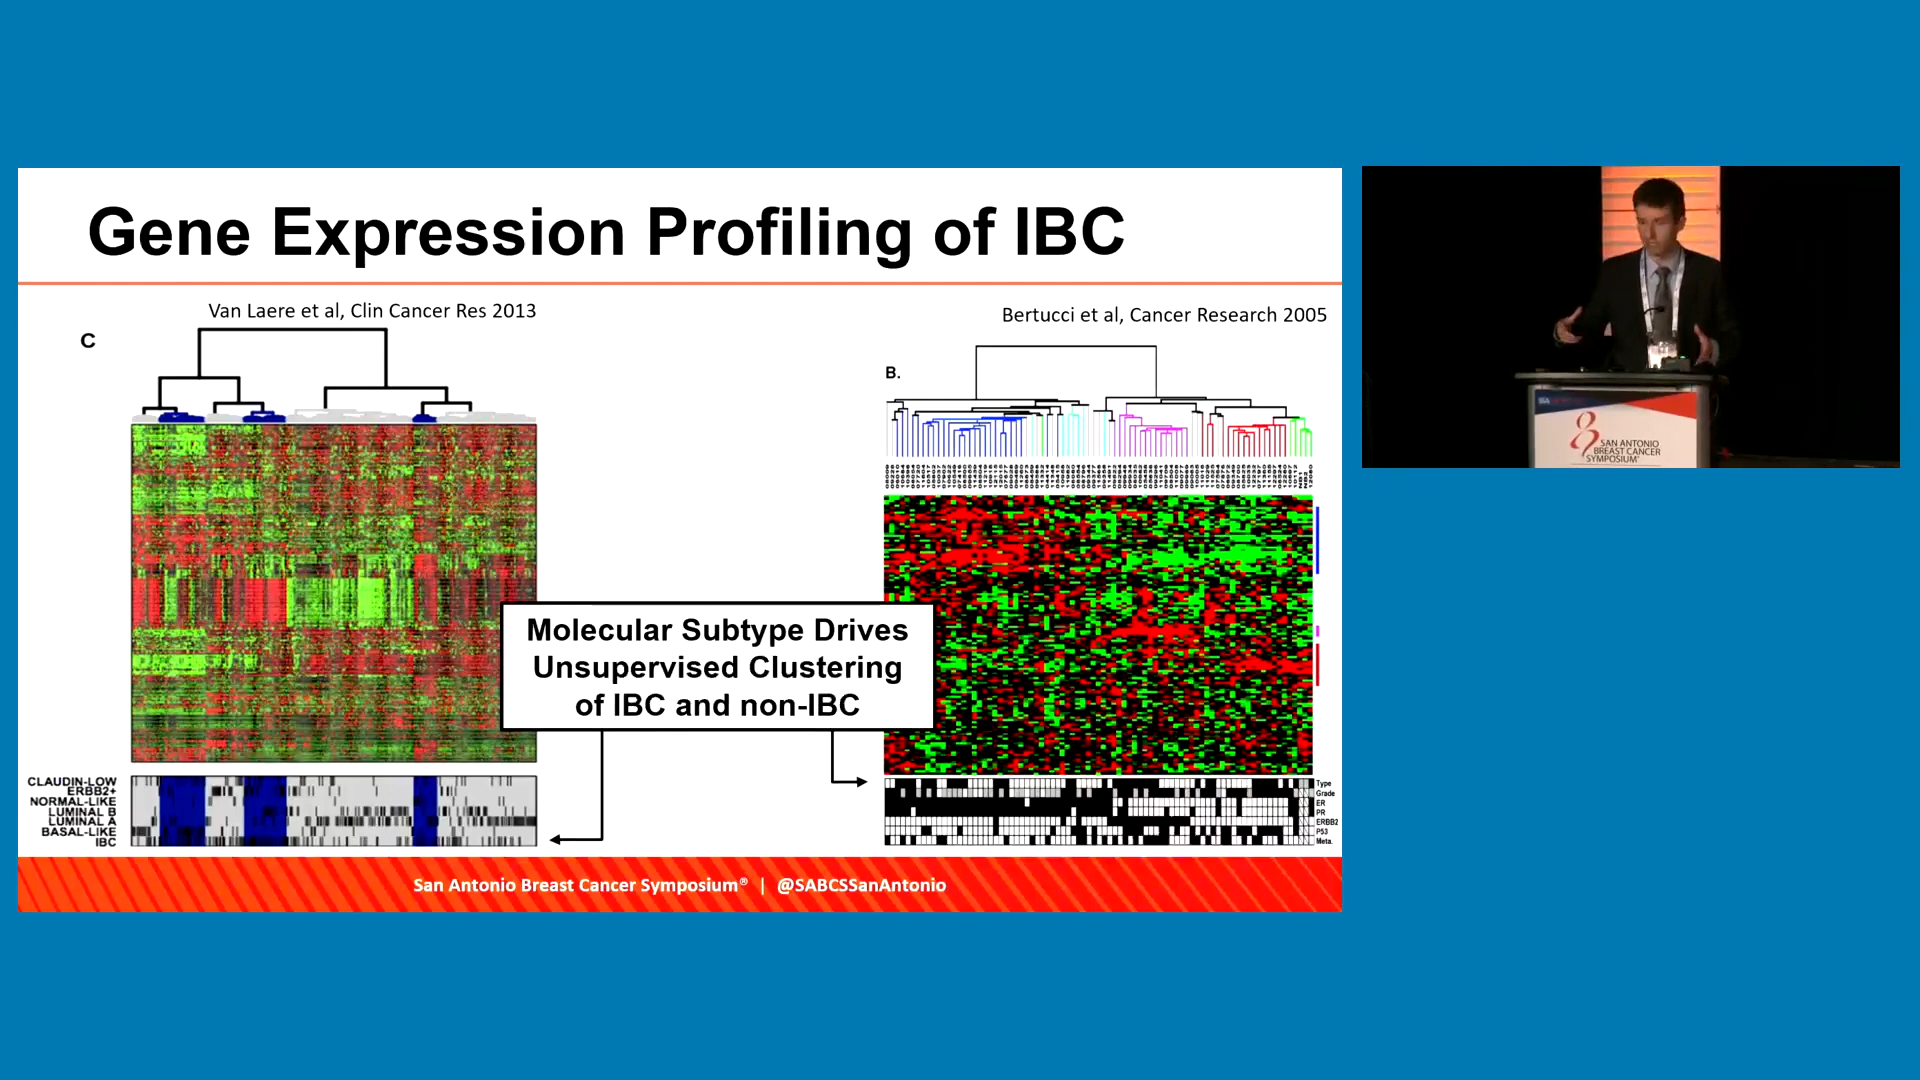 Gene Expression Profiling of IBC
Van Laere et al, Clin Cancer Res 2013
C
CLAUDIN-LOW
ERBB2+
NORMAL-LIKE
LUMINAL B
LUMINAL A
BASAL-LIKE
IBC
Molecular Subtype Drives
Unsupervised Clustering
of IBC and non-IBC
Bertucci et al, Cancer Research 2005
B.
Type
Grade
ER
PR
ERBB2
P53
Meta.
San Antonio Breast Cancer Symposium® | @SABCSSanAntonio
SAN ANTONIO
BREAST CANCER
SYMPOSIUM®